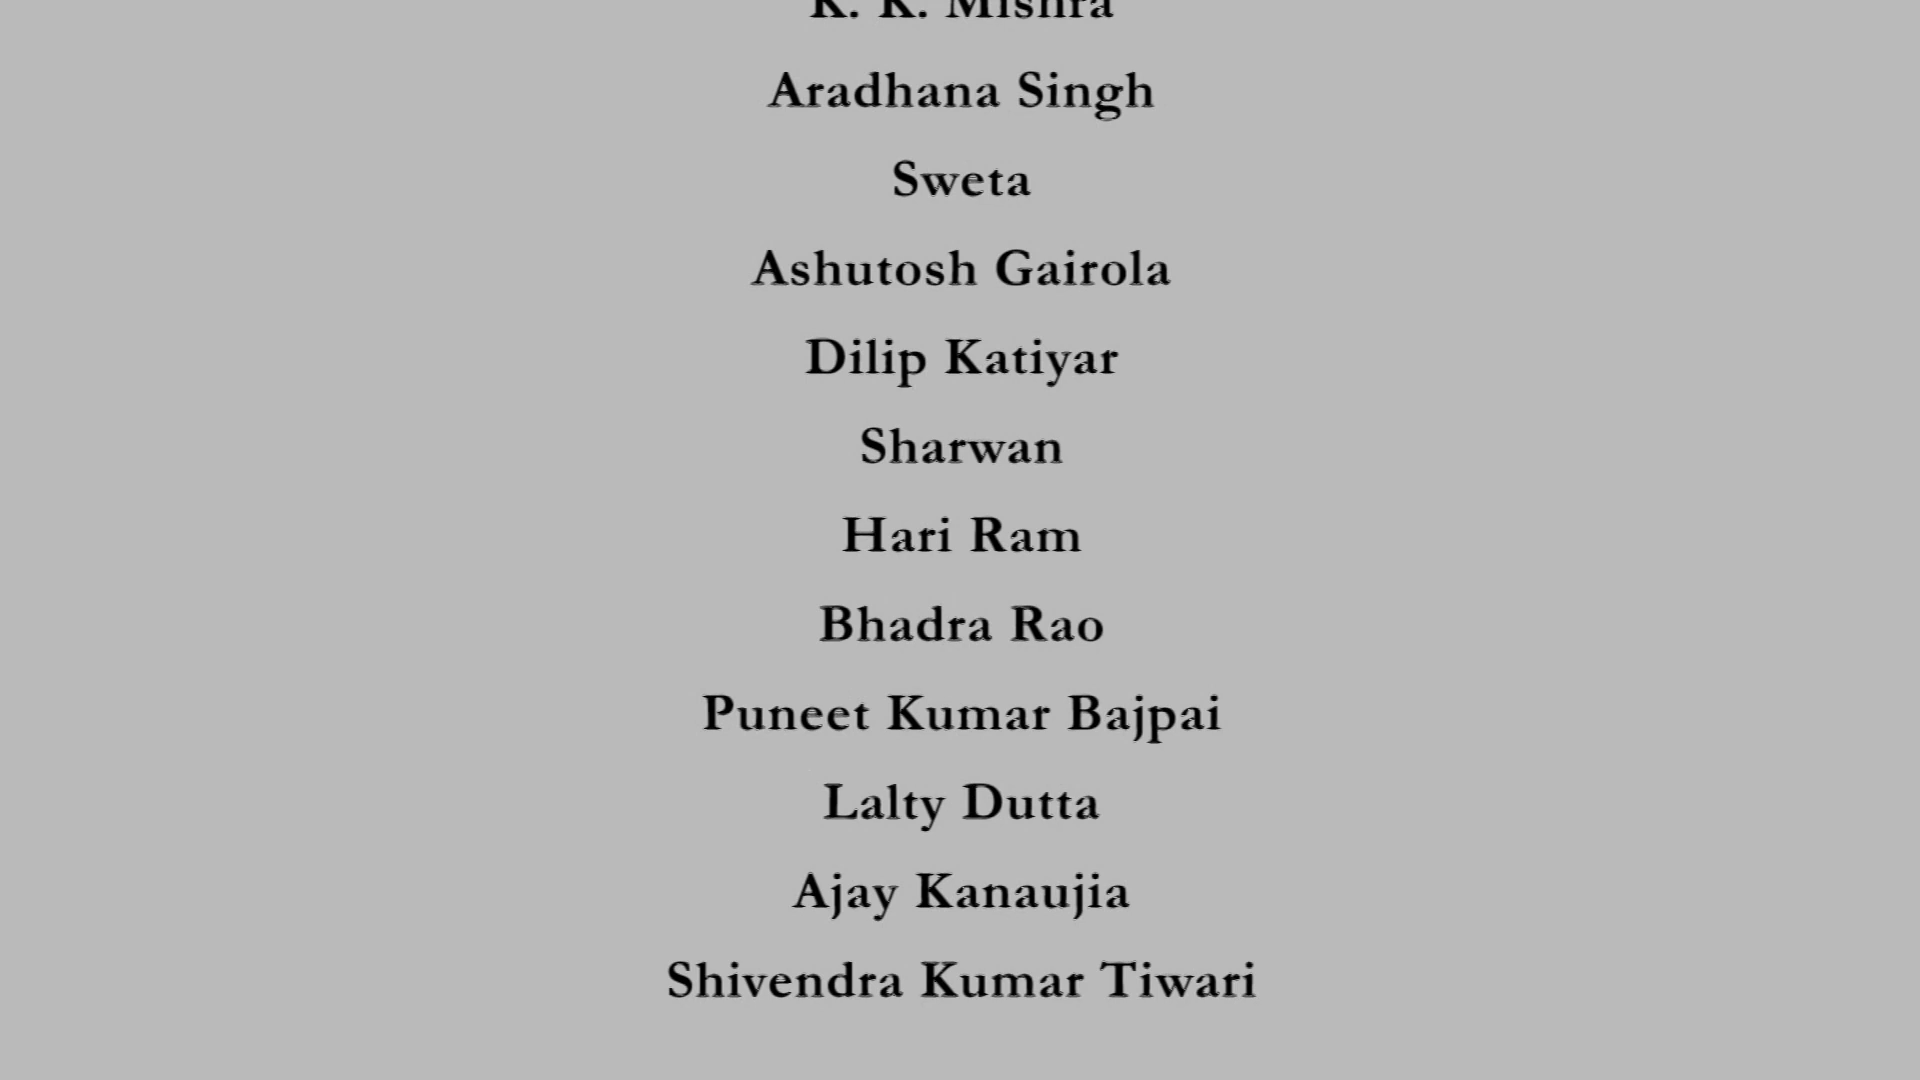 K. K. Mishra
Aradhana Singh
Sweta
Ashutosh Gairola
Dilip Katiyar
Sharwan
Hari Ram
Bhadra Rao
Puneet Kumar Bajpai
Lalty Dutta
Ajay Kanaujia
Shivendra Kumar Tiwari